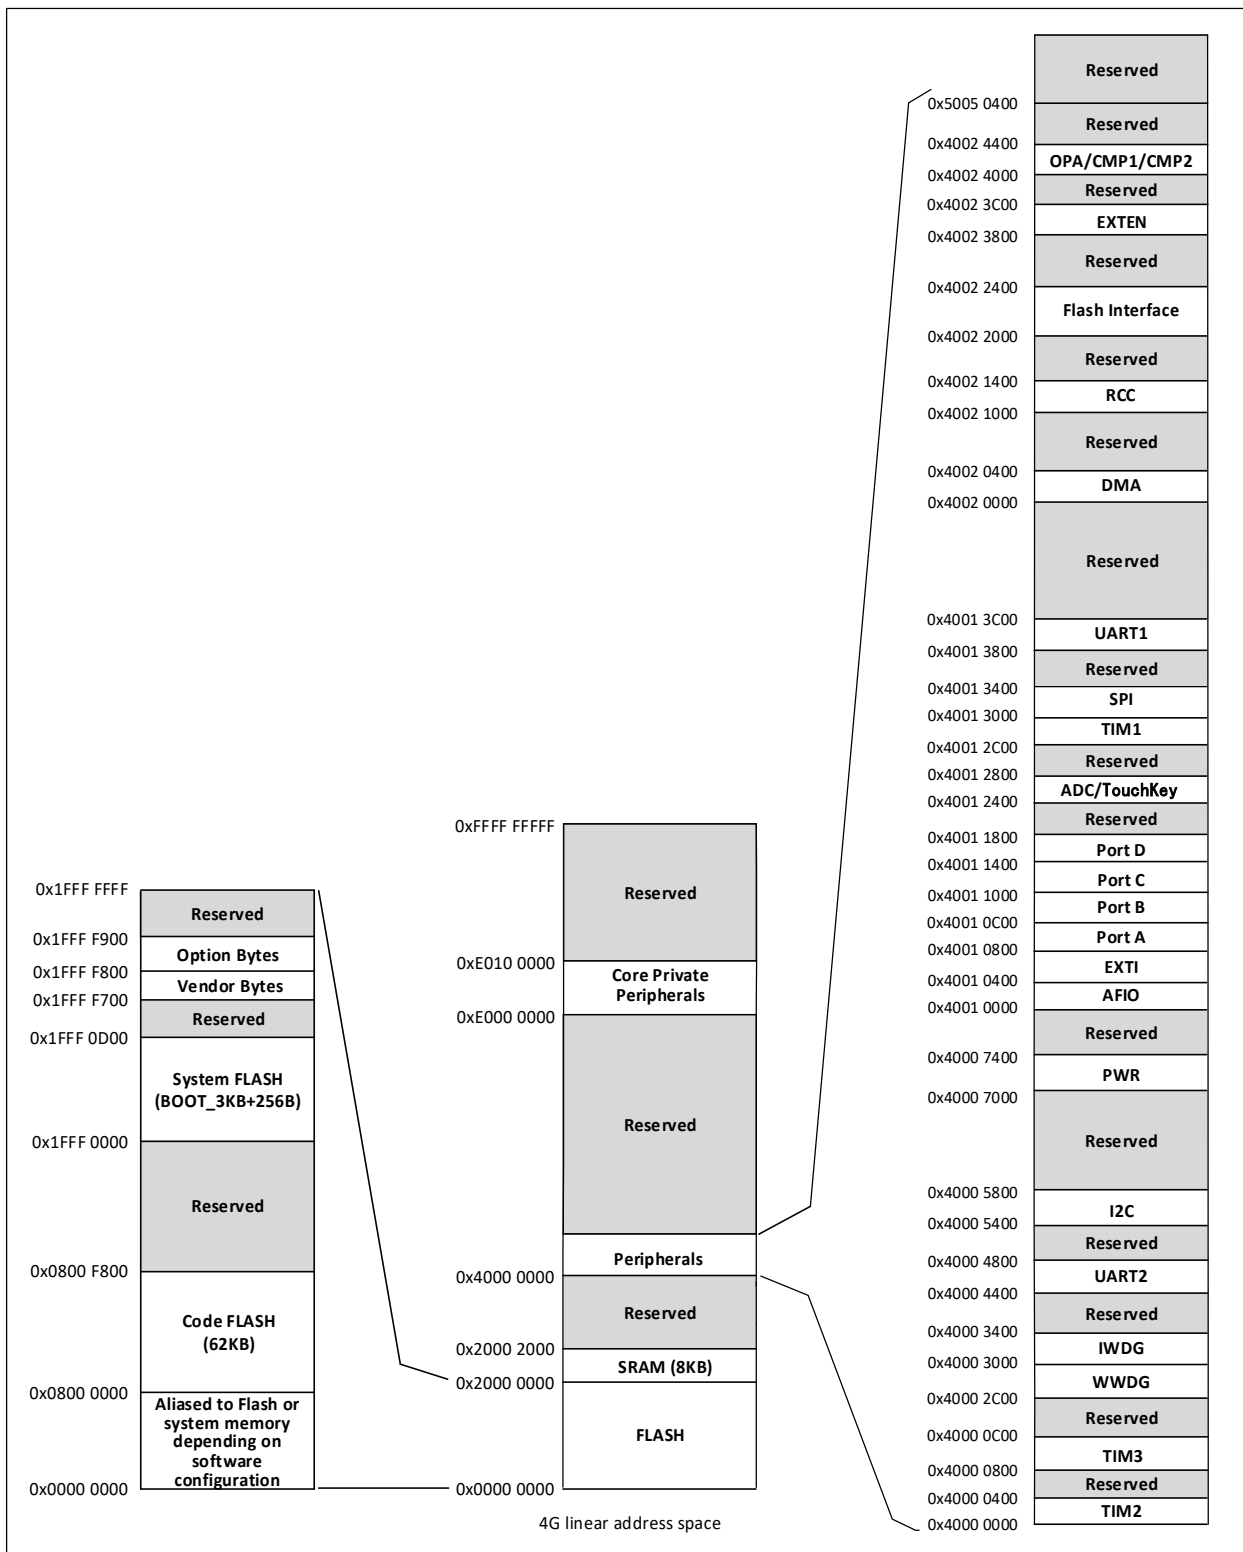 0x1FFF FFFF
Reserved
0x1FFF F900
Option Bytes
0x1FFF F800
Vendor Bytes
0x1FFF F700
Reserved
0x1FFF 0D00
System FLASH
(BOOT_3KB+256B)
0x1FFF 0000
Reserved
0x0800 F800
Code FLASH
(62KB)
0x0800 0000
Aliased to Flash or
system memory
depending on
software
configuration
0x0000 0000
0xFFFF FFFFF
Reserved
0xE010 0000
Core Private
Peripherals
0xE000 0000
Reserved
Peripherals
0x4000 0000
Reserved
0x2000 2000
SRAM (8KB)
0x2000 0000
FLASH
0x0000 0000
4G linear address space
Reserved
0x5005 0400
Reserved
0x4002 4400
OPA/CMP1/CMP2
0x4002 4000
Reserved
0x4002 3C00
EXTEN
0x4002 3800
Reserved
0x4002 2400
Flash Interface
0x4002 2000
Reserved
0x4002 1400
RCC
0x4002 1000
Reserved
0x4002 0400
DMA
0x4002 0000
Reserved
0x4001 3C00
UART1
0x4001 3800
Reserved
0x4001 3400
SPI
0x4001 3000
TIM1
0x4001 2C00
Reserved
0x4001 2800
ADC/TouchKey
0x4001 2400
Reserved
0x4001 1800
Port D
0x4001 1400
Port C
0x4001 1000
Port B
0x4001 0C00
Port A
0x4001 0800
EXTI
0x4001 0400
AFIO
0x4001 0000
Reserved
0x4000 7400
PWR
0x4000 7000
Reserved
0x4000 5800
I2C
0x4000 5400
Reserved
0x4000 4800
UART2
0x4000 4400
Reserved
0x4000 3400
IWDG
0x4000 3000
WWDG
0x4000 2C00
Reserved
0x4000 0C00
TIM3
0x4000 0800
Reserved
0x4000 0400
TIM2
0x4000 0000